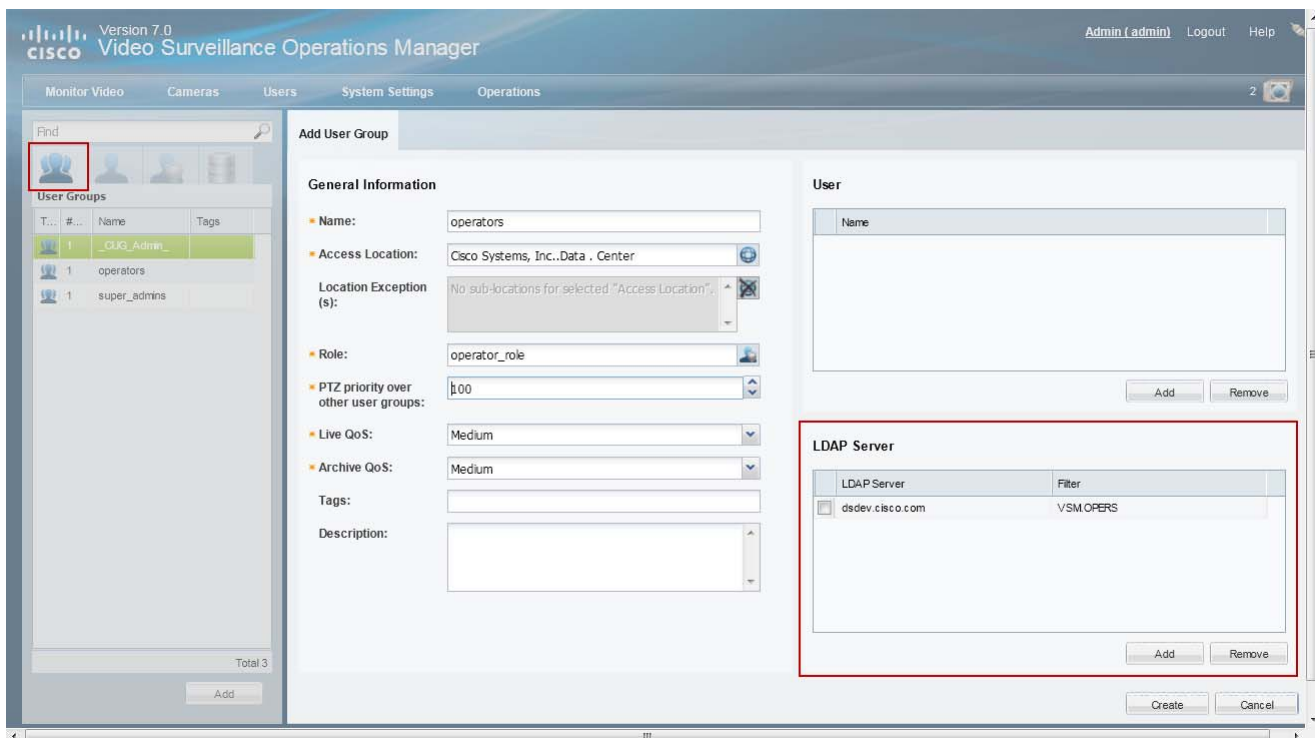 Version 7.0
CISCO Video Surveillance Operations Manager
Admin ( admin) Logout Help
Monitor Video Cameras Users System Settings Operations 2
Find
Add User Group
User Groups
T... #... Name Tags
1 _CUG_Admin_
1 operators
1 super_admins
Total 3
Add
General Information
* Name: operators
* Access Location: Cisco Systems, Inc..Data . Center
Location Exception
(s):
No sub-locations for selected "Access Location".
* Role: operator_role
* PTZ priority over
other user groups:
100
* Live QoS: Medium
* Archive QoS: Medium
Tags:
Description:
User
Name
Add Remove
LDAP Server
LDAP Server Filter
dsdev.cisco.com VSM.OPERS
Add Remove
Create Cancel